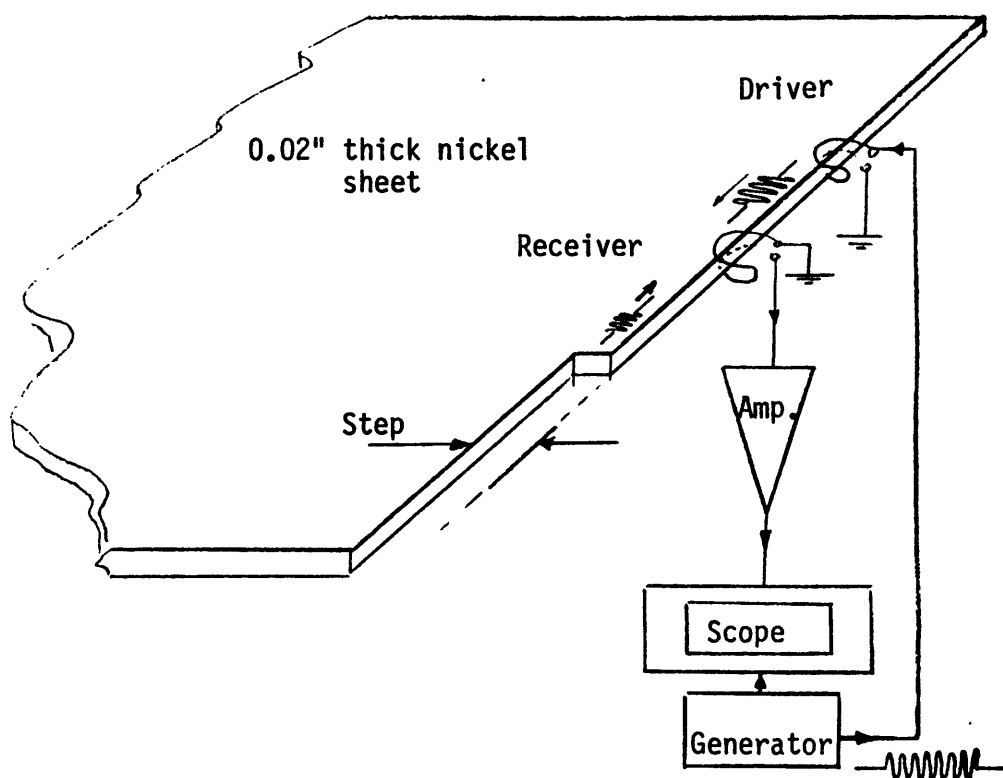 Driver
0.02" thick nickel
sheet
Receiver
Step
Amp.
Scope
Generator